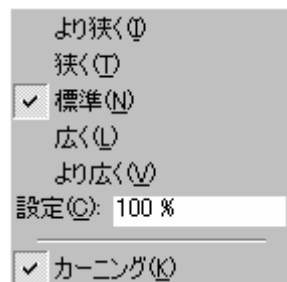 より狭く(I)
狭く(T)
標準(N)
広く(L)
より広く(V)
設定(C): 100 %
カーニング(K)